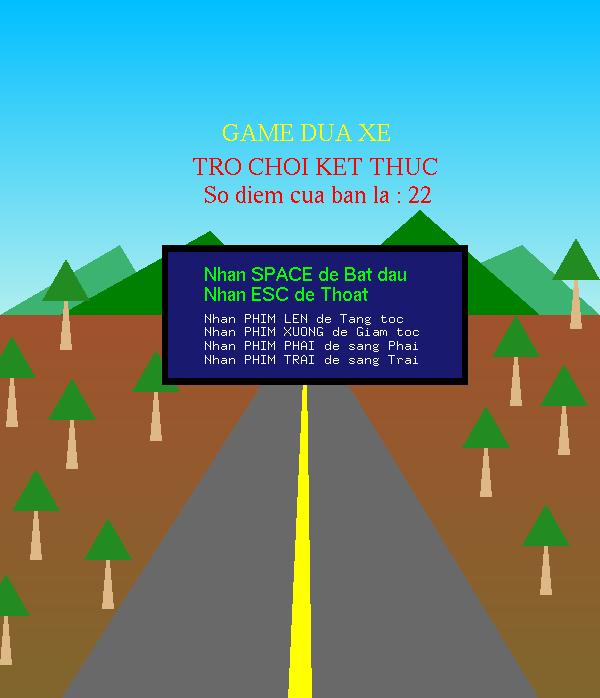 GAME DUA XE
TRO CHOI KET THUC
So diem cua ban la : 22
Nhan SPACE de Bat dau
Nhan ESC de Thoat
Nhan PHIM LEN de Tang toc
Nhan PHIM XUONG de Giam toc
Nhan PHIM PHAI de sang Phai
Nhan PHIM TRAI de sang Trai